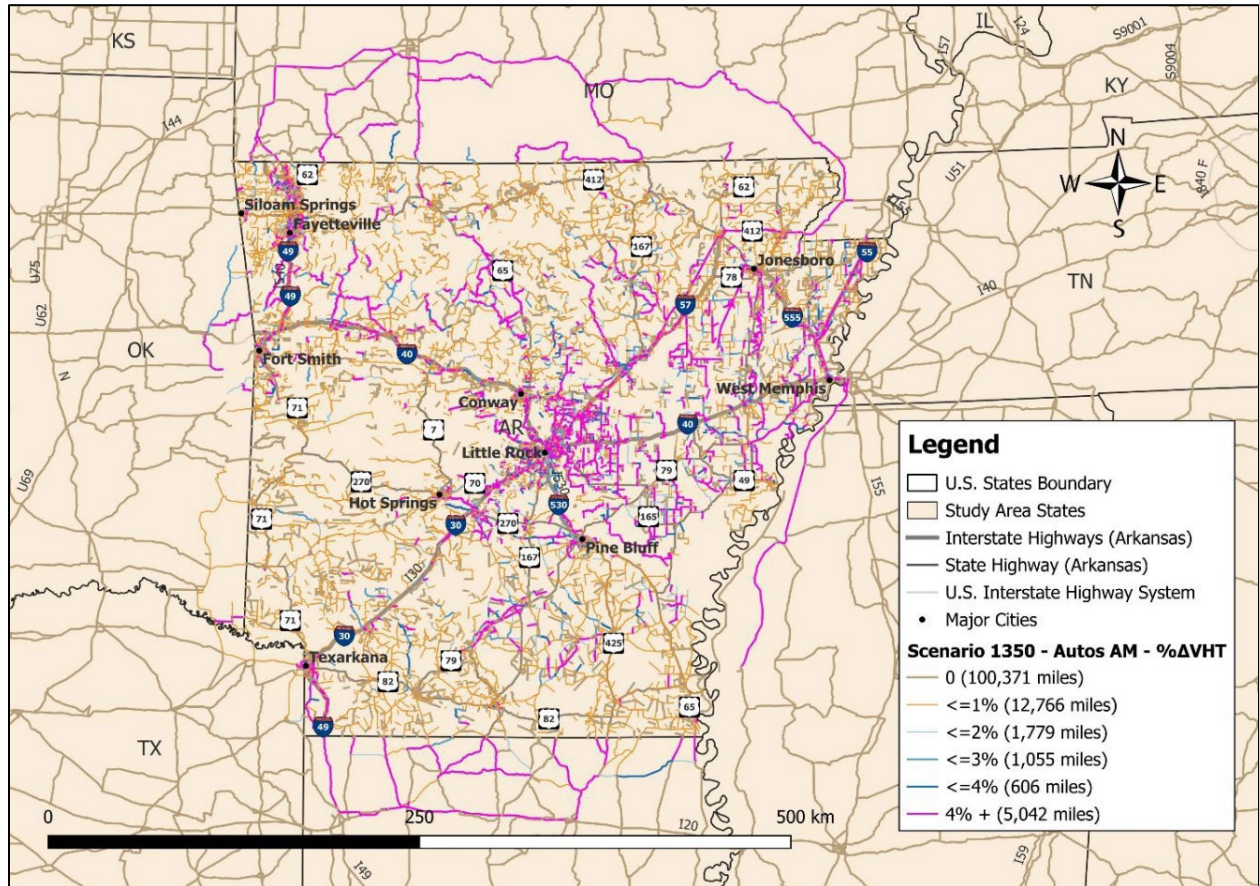 KS
MO
IL
KY
OK
TN
TX
AR
I44
I57
I24
S9001
S9004
U51
I40
I55
U75
U62
U69
I20
I49
I59
I30
N
W E
S
62
412
62
Siloam Springs
Fayetteville
49
49
65
167
412
78
Jonesboro
55
57
555
40
Fort Smith
71
Conway
7
Little Rock
West Memphis
40
79
49
270
Hot Springs
70
71
30
270
530
165
Pine Bluff
167
71
30
Texarkana
82
79
425
82
65
49
0
250
500 km
Legend
U.S. States Boundary
Study Area States
Interstate Highways (Arkansas)
State Highway (Arkansas)
U.S. Interstate Highway System
Major Cities
Scenario 1350 - Autos AM - %ΔVHT
0 (100,371 miles)
<=1% (12,766 miles)
<=2% (1,779 miles)
<=3% (1,055 miles)
<=4% (606 miles)
4% + (5,042 miles)